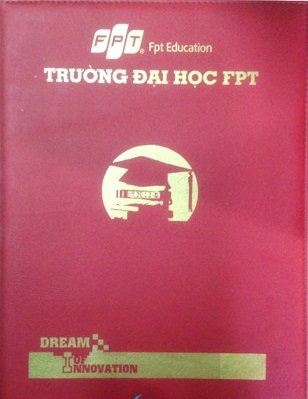 FPT Fpt Education
TRƯỜNG ĐẠI HỌC FPT
DREAM
OF
INNOVATION